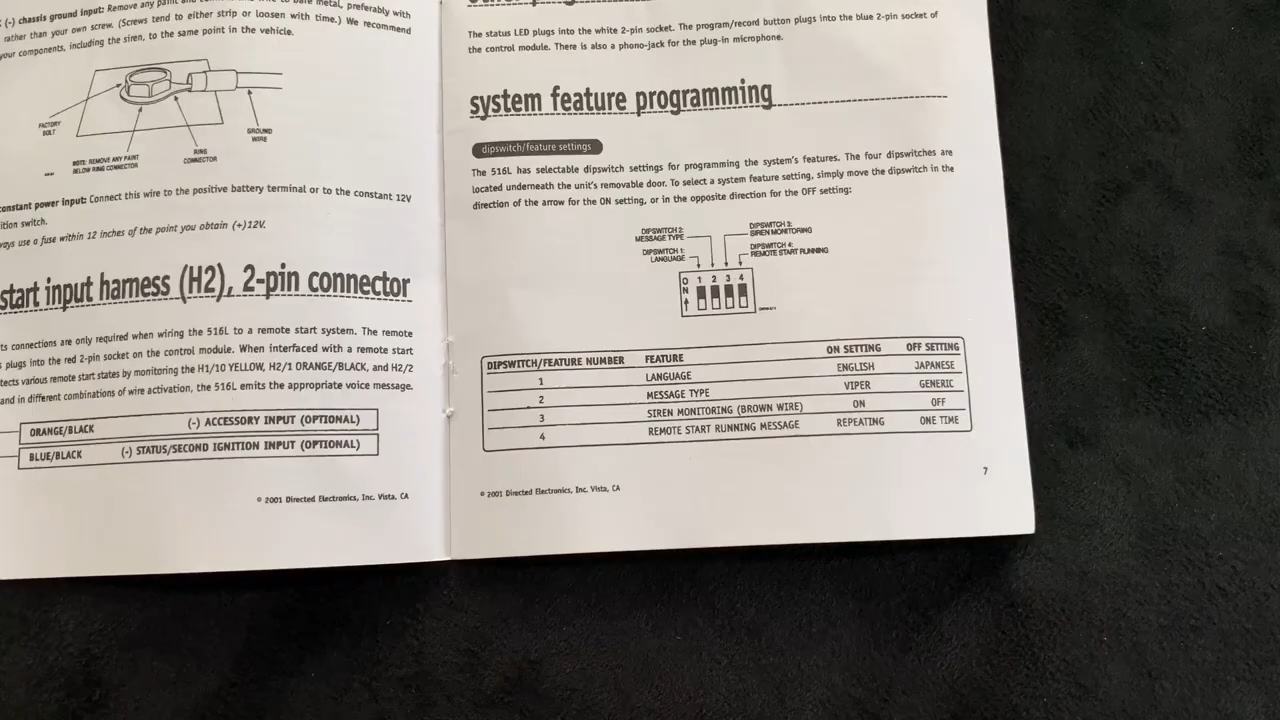 (-) chassis ground input: Remove any paint and
bare metal, preferably with
rather than your own screw. (Screws tend to either strip or loosen with time.) We recommend
your components, including the siren, to the same point in the vehicle.
FACTORY
BOLT
NOTE: REMOVE ANY PAINT
BELOW RING CONNECTOR
RING
CONNECTOR
GROUND
WIRE
constant power input: Connect this wire to the positive battery terminal or to the constant 12V
ition switch.
ways use a fuse within 12 inches of the point you obtain (+)12V.
start input harness (H2), 2-pin connector
ts connections are only required when wiring the 516L to a remote start system. The remote
s plugs into the red 2-pin socket on the control module. When interfaced with a remote start
tects various remote start states by monitoring the H1/10 YELLOW, H2/1 ORANGE/BLACK, and H2/2
and in different combinations of wire activation, the 516L emits the appropriate voice message.
ORANGE/BLACK (-) ACCESSORY INPUT (OPTIONAL)
BLUE/BLACK (-) STATUS/SECOND IGNITION INPUT (OPTIONAL)
© 2001 Directed Electronics, Inc. Vista, CA
The status LED plugs into the white 2-pin socket. The program/record button plugs into the blue 2-pin socket of
the control module. There is also a phono-jack for the plug-in microphone.
system feature programming
dipswitch/feature settings
The 516L has selectable dipswitch settings for programming the system's features. The four dipswitches are
located underneath the unit's removable door. To select a system feature setting, simply move the dipswitch in the
direction of the arrow for the ON setting, or in the opposite direction for the OFF setting:
DIPSWITCH 2:
MESSAGE TYPE
DIPSWITCH 3:
SIREN MONITORING
DIPSWITCH 1:
LANGUAGE
DIPSWITCH 4:
REMOTE START RUNNING
ON 1 2 3 4
DIPSWITCH/FEATURE NUMBER FEATURE ON SETTING OFF SETTING
1 LANGUAGE ENGLISH JAPANESE
2 MESSAGE TYPE VIPER GENERIC
3 SIREN MONITORING (BROWN WIRE) ON OFF
4 REMOTE START RUNNING MESSAGE REPEATING ONE TIME
7
© 2001 Directed Electronics, Inc. Vista, CA